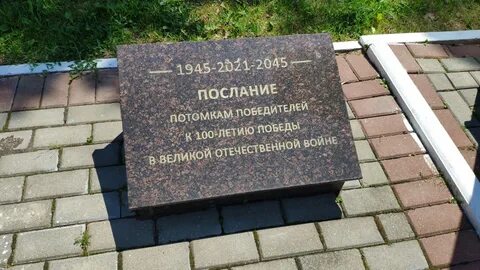 1945-2021-2045
ПОСЛАНИЕ
ПОТОМКАМ ПОБЕДИТЕЛЕЙ
К 100-ЛЕТИЮ ПОБЕДЫ
В ВЕЛИКОЙ ОТЕЧЕСТВЕННОЙ ВОЙНЕ